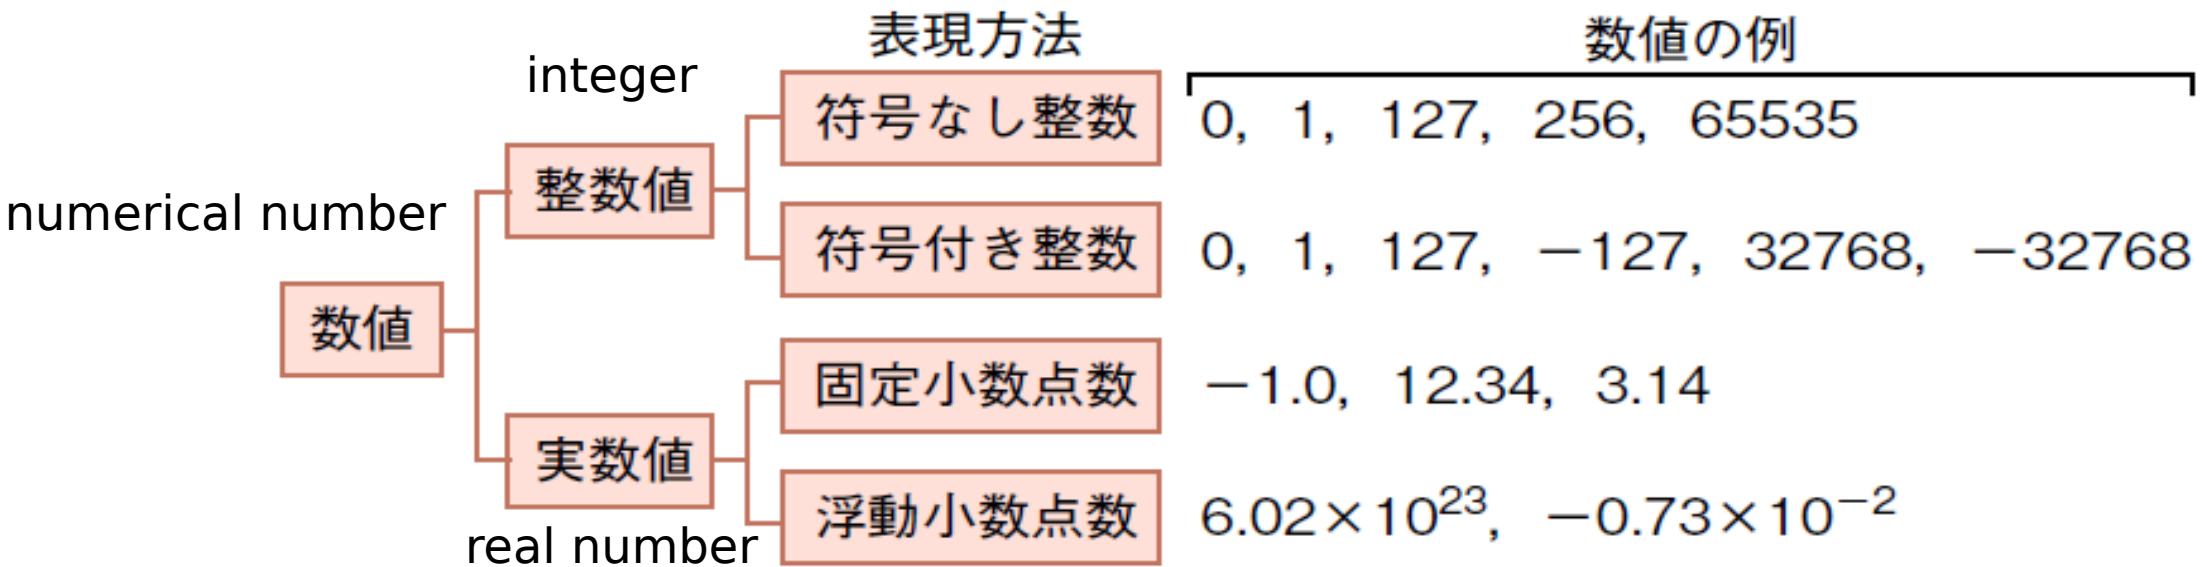 表現方法
数値の例
integer
符号なし整数
0, 1, 127, 256, 65535
整数値
numerical number
符号付き整数
0, 1, 127, −127, 32768, −32768
数値
固定小数点数
−1.0, 12.34, 3.14
実数値
浮動小数点数
6.02×10²³, −0.73×10⁻²
real number